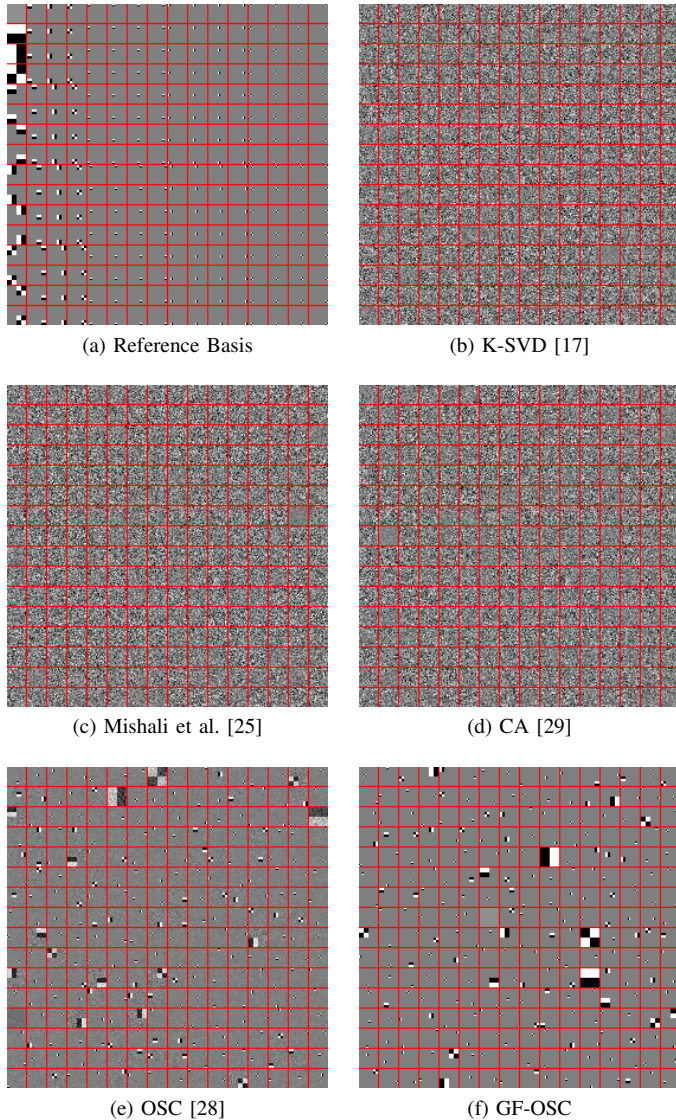 (a) Reference Basis
(b) K-SVD [17]
(c) Mishali et al. [25]
(d) CA [29]
(e) OSC [28]
(f) GF-OSC